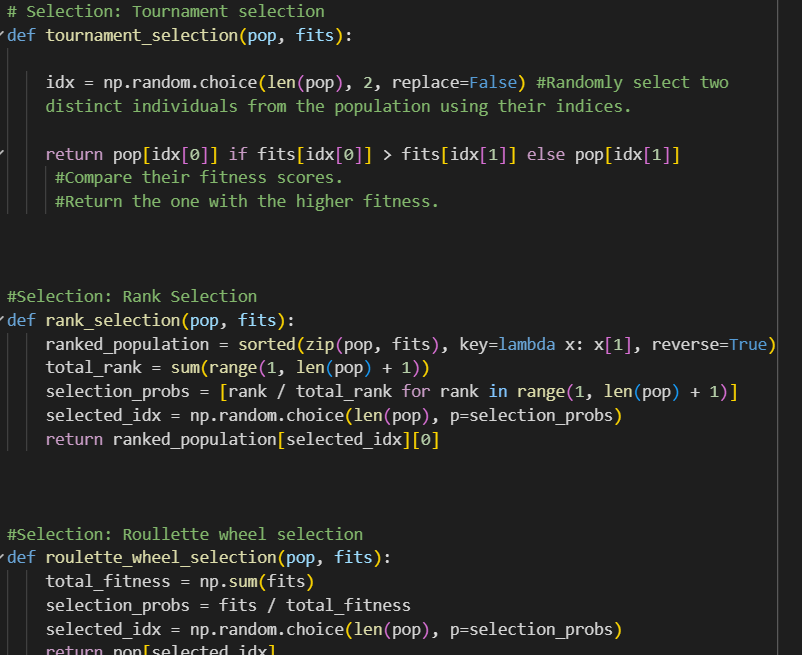 # Selection: Tournament selection
def tournament_selection(pop, fits):
idx = np.random.choice(len(pop), 2, replace=False) #Randomly select two
distinct individuals from the population using their indices.
return pop[idx[0]] if fits[idx[0]] > fits[idx[1]] else pop[idx[1]]
#Compare their fitness scores.
#Return the one with the higher fitness.
#Selection: Rank Selection
def rank_selection(pop, fits):
ranked_population = sorted(zip(pop, fits), key=lambda x: x[1], reverse=True)
total_rank = sum(range(1, len(pop) + 1))
selection_probs = [rank / total_rank for rank in range(1, len(pop) + 1)]
selected_idx = np.random.choice(len(pop), p=selection_probs)
return ranked_population[selected_idx][0]
#Selection: Roullette wheel selection
def roulette_wheel_selection(pop, fits):
total_fitness = np.sum(fits)
selection_probs = fits / total_fitness
selected_idx = np.random.choice(len(pop), p=selection_probs)
return pop[selected_idx]